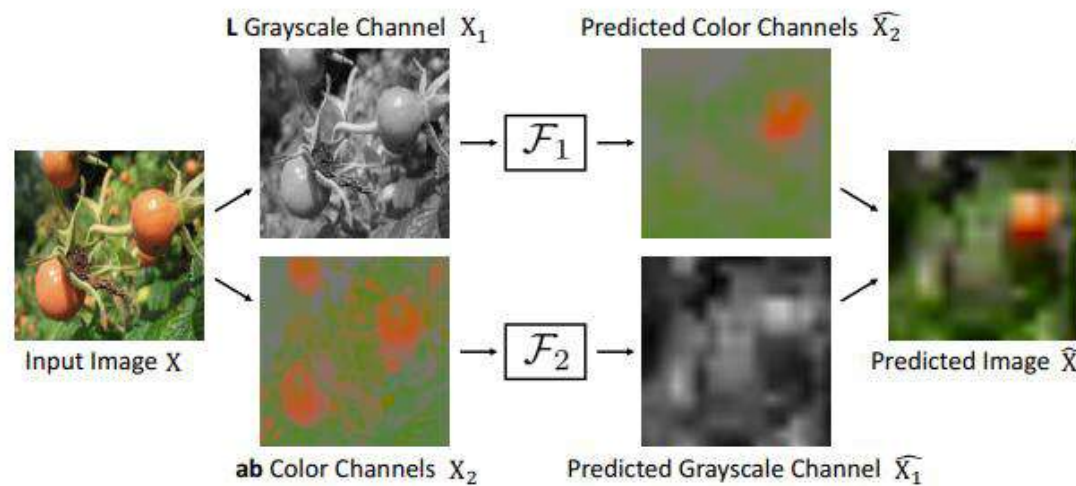 L Grayscale Channel X₁
Predicted Color Channels X̂₂
ℱ₁
Input Image X
ℱ₂
Predicted Image X̂
ab Color Channels X₂
Predicted Grayscale Channel X̂₁